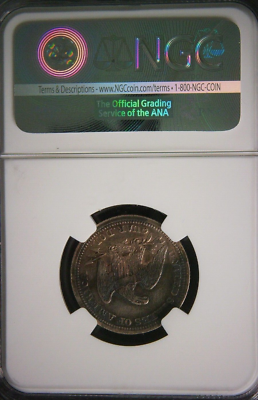 NGC
Terms & Descriptions - www.NGCcoin.com/terms • 1-800-NGC-COIN
The Official Grading
Service of the ANA